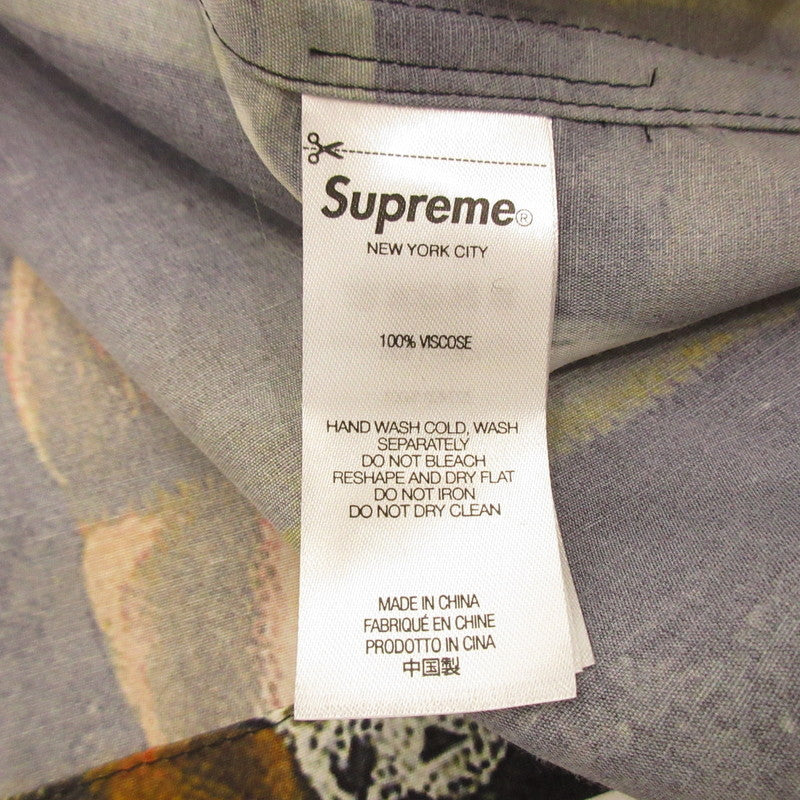 Supreme®
NEW YORK CITY
100% VISCOSE
HAND WASH COLD, WASH
SEPARATELY
DO NOT BLEACH
RESHAPE AND DRY FLAT
DO NOT IRON
DO NOT DRY CLEAN
MADE IN CHINA
FABRIQUÉ EN CHINE
PRODOTTO IN CINA
中国製